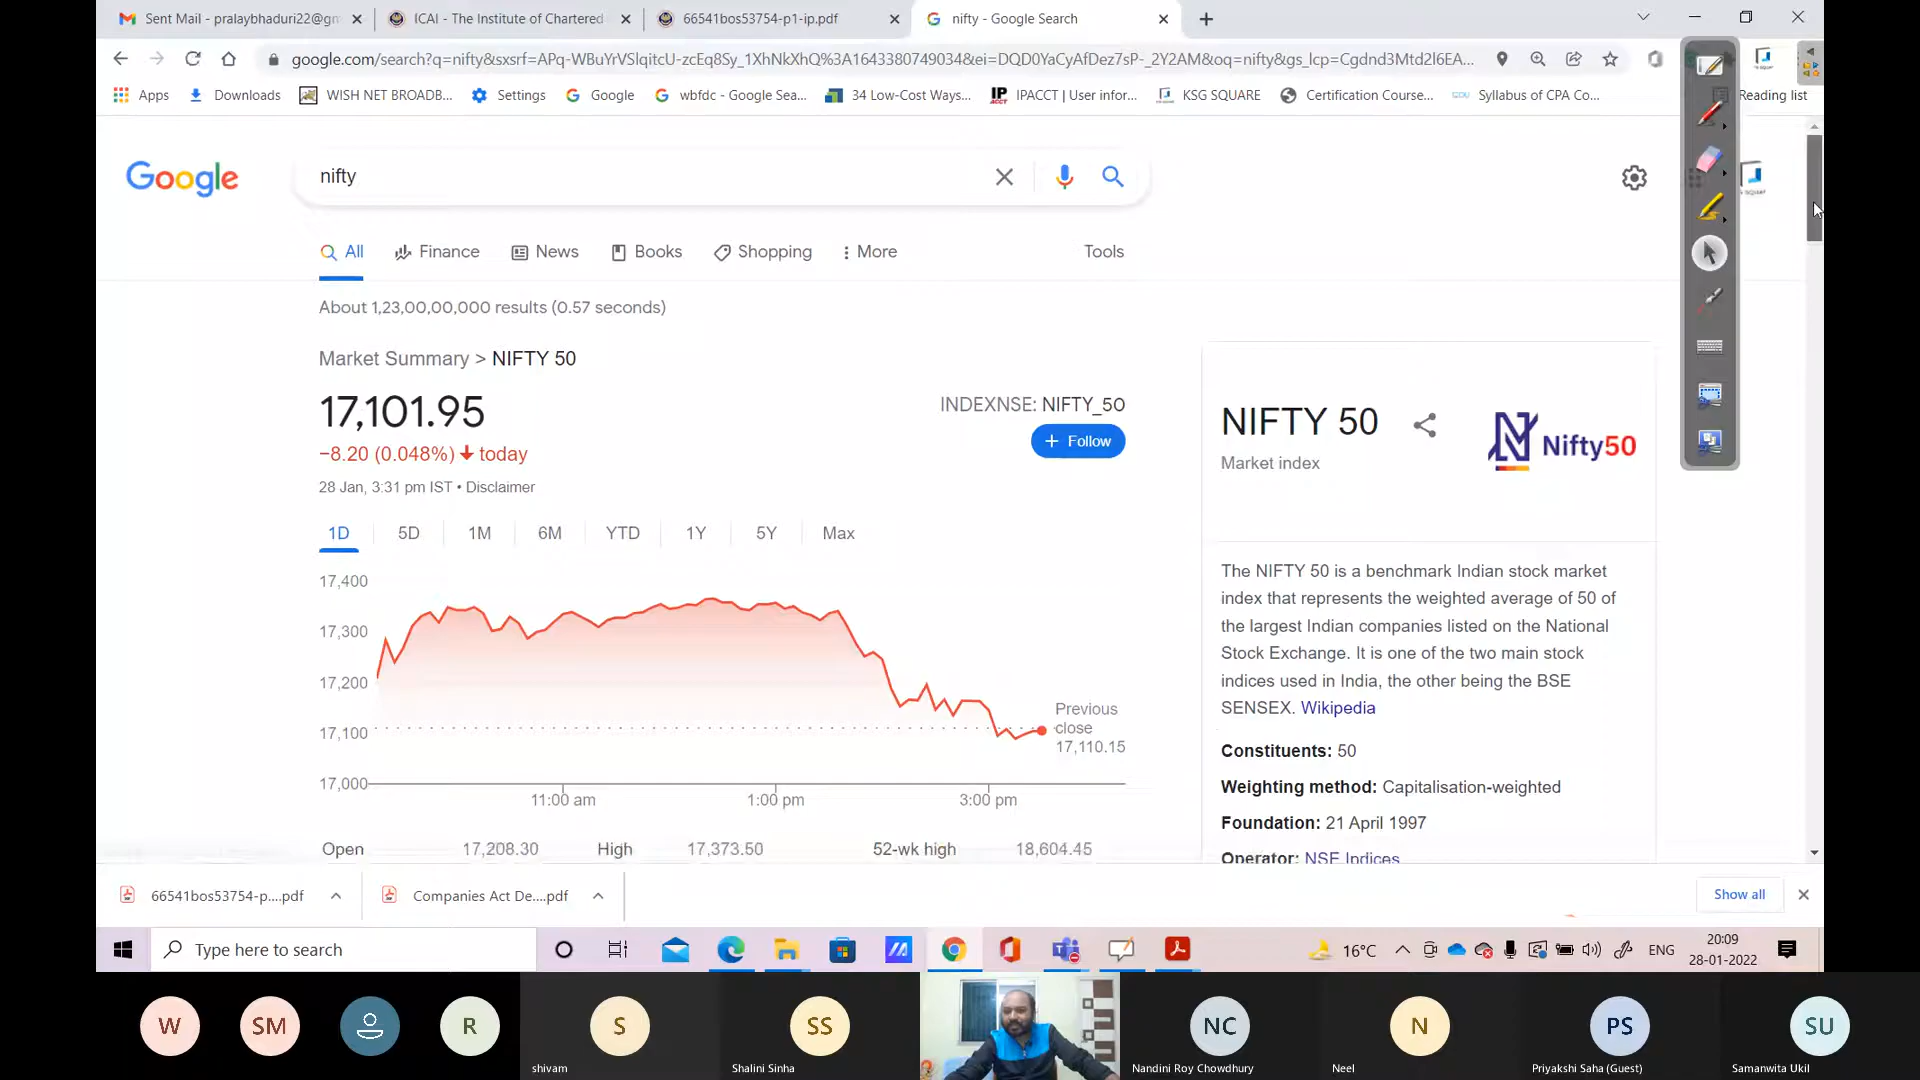 Sent Mail - pralaybhaduri22@gm
ICAI - The Institute of Chartered
66541bos53754-p1-ip.pdf
nifty - Google Search
google.com/search?q=nifty&sxsrf=APq-WBuYrVSlqitcU-zcEq8Sy_1XhNkXhQ%3A1643380749034&ei=DQD0YaCyAfDez7sP-_2Y2AM&oq=nifty&gs_lcp=Cgdnd3Mtd2l6EA...
Apps
Downloads
WISH NET BROADB...
Settings
Google
wbfdc - Google Sea...
34 Low-Cost Ways...
IPACCT | User infor...
KSG SQUARE
Certification Course...
Syllabus of CPA Co...
Reading list
Google
nifty
All
Finance
News
Books
Shopping
More
Tools
About 1,23,00,00,000 results (0.57 seconds)
Market Summary > NIFTY 50
17,101.95
INDEXNSE: NIFTY_50
+ Follow
−8.20 (0.048%) today
28 Jan, 3:31 pm IST • Disclaimer
1D
5D
1M
6M
YTD
1Y
5Y
Max
17,400
17,300
17,200
17,100
17,000
Previous
close
17,110.15
11:00 am
1:00 pm
3:00 pm
Open 17,208.30
High 17,373.50
52-wk high 18,604.45
NIFTY 50
Market index
Nifty50
The NIFTY 50 is a benchmark Indian stock market
index that represents the weighted average of 50 of
the largest Indian companies listed on the National
Stock Exchange. It is one of the two main stock
indices used in India, the other being the BSE
SENSEX. Wikipedia
Constituents: 50
Weighting method: Capitalisation-weighted
Foundation: 21 April 1997
Operator: NSE Indices
66541bos53754-p....pdf
Companies Act De....pdf
Show all
Type here to search
16°C
ENG
20:09
28-01-2022
W
SM
R
S
shivam
SS
Shalini Sinha
NC
Nandini Roy Chowdhury
N
Neel
PS
Priyakshi Saha (Guest)
SU
Samanwita Ukil